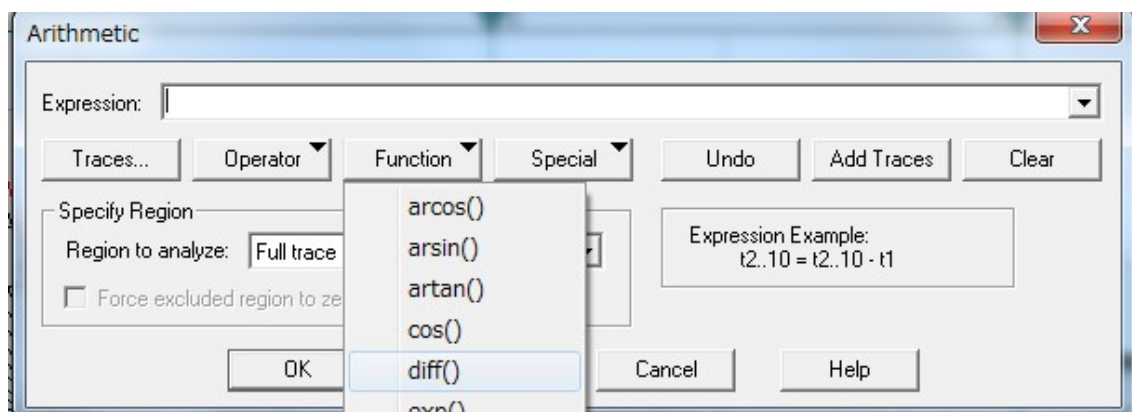 Arithmetic
Expression:
Traces... Operator Function Special Undo Add Traces Clear
Specify Region
Region to analyze: Full trace
Force excluded region to ze
Expression Example:
t2..10 = t2..10 - t1
arcos()
arsin()
artan()
cos()
diff()
exp()
OK Cancel Help